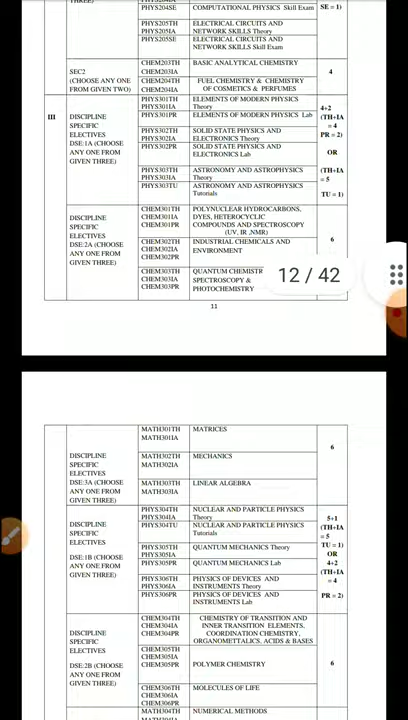 THREE)
PHYS204IA
PHYS204SE COMPUTATIONAL PHYSICS Skill Exam SE = 1)
PHYS205TH ELECTRICAL CIRCUITS AND
PHYS205IA NETWORK SKILLS Theory
PHYS205SE ELECTRICAL CIRCUITS AND
NETWORK SKILLS Skill Exam
SEC2
(CHOOSE ANY ONE
FROM GIVEN TWO)
CHEM203TH BASIC ANALYTICAL CHEMISTRY
CHEM203IA
4
CHEM204TH FUEL CHEMISTRY & CHEMISTRY
CHEM204IA OF COSMETICS & PERFUMES
III
DISCIPLINE
SPECIFIC
ELECTIVES
DSE:1A (CHOOSE
ANY ONE FROM
GIVEN THREE)
PHYS301TH ELEMENTS OF MODERN PHYSICS
PHYS301IA Theory
PHYS301PR ELEMENTS OF MODERN PHYSICS Lab
PHYS302TH SOLID STATE PHYSICS AND
PHYS302IA ELECTRONICS Theory
PHYS302PR SOLID STATE PHYSICS AND
ELECTRONICS Lab
PHYS303TH ASTRONOMY AND ASTROPHYSICS
PHYS303IA Theory
PHYS303TU ASTRONOMY AND ASTROPHYSICS
Tutorials
4+2
(TH+IA
= 4
PR = 2)
OR
(TH+IA
= 5
TU = 1)
DISCIPLINE
SPECIFIC
ELECTIVES
DSE:2A (CHOOSE
ANY ONE FROM
GIVEN THREE)
CHEM301TH POLYNUCLEAR HYDROCARBONS,
CHEM301IA DYES, HETEROCYCLIC
CHEM301PR COMPOUNDS AND SPECTROSCOPY
(UV, IR ,NMR)
CHEM302TH INDUSTRIAL CHEMICALS AND
CHEM302IA ENVIRONMENT
CHEM302PR
CHEM303TH QUANTUM CHEMISTR
CHEM303IA SPECTROSCOPY &
CHEM303PR PHOTOCHEMISTRY
6
12 / 42
11
DISCIPLINE
SPECIFIC
ELECTIVES
DSE:3A (CHOOSE
ANY ONE FROM
GIVEN THREE)
MATH301TH MATRICES
MATH301IA
MATH302TH MECHANICS
MATH302IA
MATH303TH LINEAR ALGEBRA
MATH303IA
6
DISCIPLINE
SPECIFIC
ELECTIVES
DSE:1B (CHOOSE
ANY ONE FROM
GIVEN THREE)
PHYS304TH NUCLEAR AND PARTICLE PHYSICS
PHYS304IA Theory
PHYS304TU NUCLEAR AND PARTICLE PHYSICS
Tutorials
PHYS305TH QUANTUM MECHANICS Theory
PHYS305IA
PHYS305PR QUANTUM MECHANICS Lab
PHYS306TH PHYSICS OF DEVICES AND
PHYS306IA INSTRUMENTS Theory
PHYS306PR PHYSICS OF DEVICES AND
INSTRUMENTS Lab
5+1
(TH+IA
= 5
TU = 1)
OR
4+2
(TH+IA
= 4
PR = 2)
DISCIPLINE
SPECIFIC
ELECTIVES
DSE:2B (CHOOSE
ANY ONE FROM
GIVEN THREE)
CHEM304TH CHEMISTRY OF TRANSITION AND
CHEM304IA INNER TRANSITION ELEMENTS,
CHEM304PR COORDINATION CHEMISTRY,
ORGANOMETTALICS, ACIDS & BASES
CHEM305TH
CHEM305IA
CHEM305PR POLYMER CHEMISTRY
CHEM306TH MOLECULES OF LIFE
CHEM306IA
CHEM306PR
6
MATH304TH NUMERICAL METHODS
MATH304IA